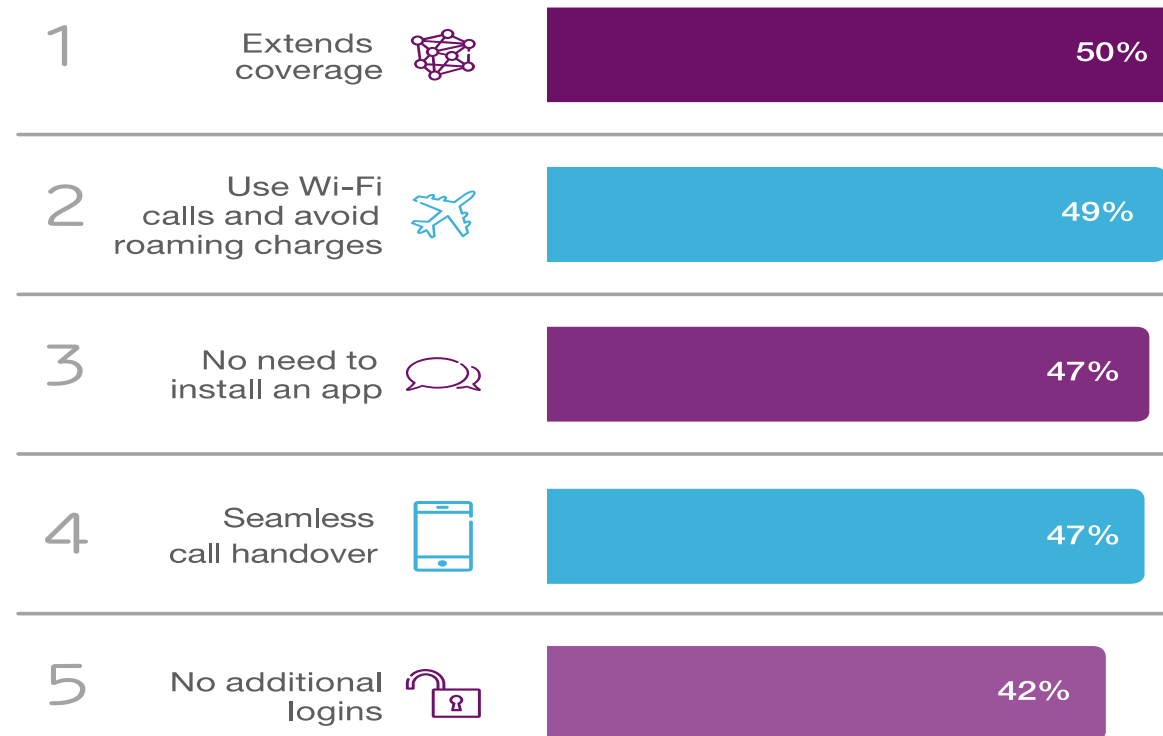 1
Extends
coverage
50%
2
Use Wi-Fi
calls and avoid
roaming charges
49%
3
No need to
install an app
47%
4
Seamless
call handover
47%
5
No additional
logins
42%